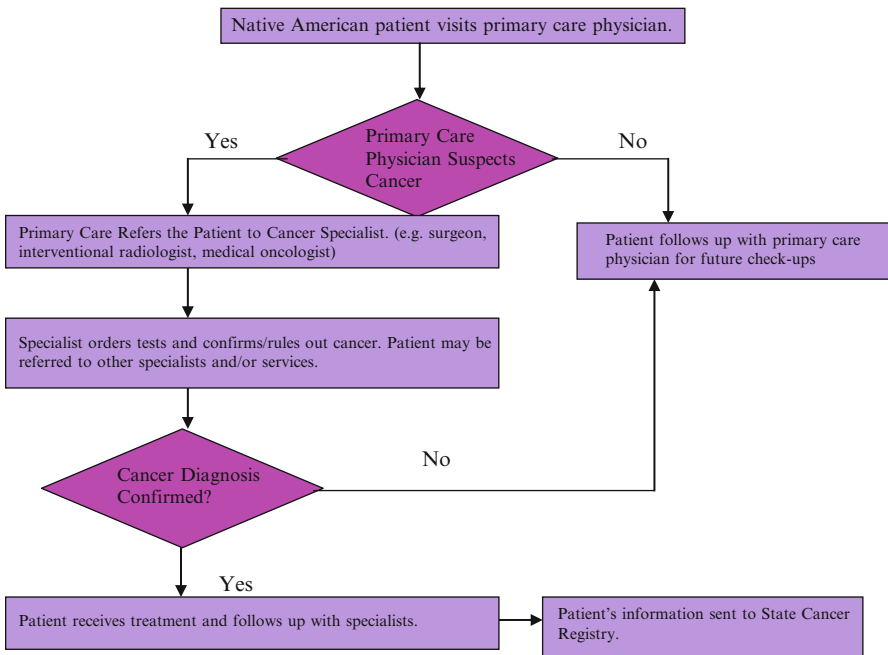 Native American patient visits primary care physician.
Primary Care
Physician Suspects
Cancer
Yes
No
Primary Care Refers the Patient to Cancer Specialist. (e.g. surgeon,
interventional radiologist, medical oncologist)
Patient follows up with primary care
physician for future check-ups
Specialist orders tests and confirms/rules out cancer. Patient may be
referred to other specialists and/or services.
Cancer Diagnosis
Confirmed?
No
Yes
Patient receives treatment and follows up with specialists.
Patient’s information sent to State Cancer
Registry.